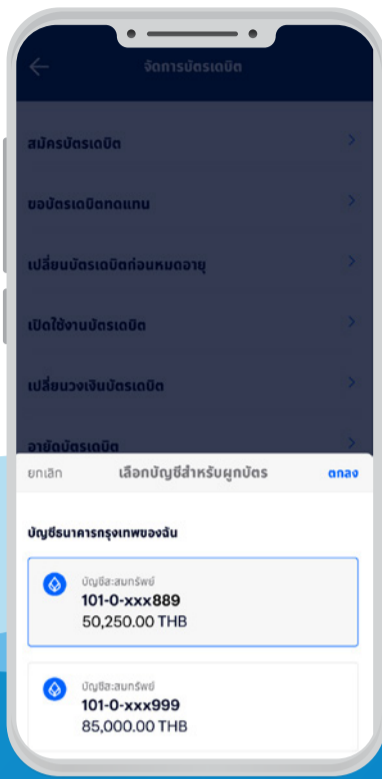 จัดการบัตรเดบิต
สมัครบัตรเดบิต
ขอบัตรเดบิตทดแทน
เปลี่ยนบัตรเดบิตก่อนหมดอายุ
เปิดใช้งานบัตรเดบิต
เปลี่ยนวงเงินบัตรเดบิต
อายัดบัตรเดบิต
ยกเลิก เลือกบัญชีสำหรับผูกบัตร ตกลง
บัญชีธนาคารกรุงเทพของฉัน
บัญชีสะสมทรัพย์
101-0-xxx889
50,250.00 THB
บัญชีสะสมทรัพย์
101-0-xxx999
85,000.00 THB